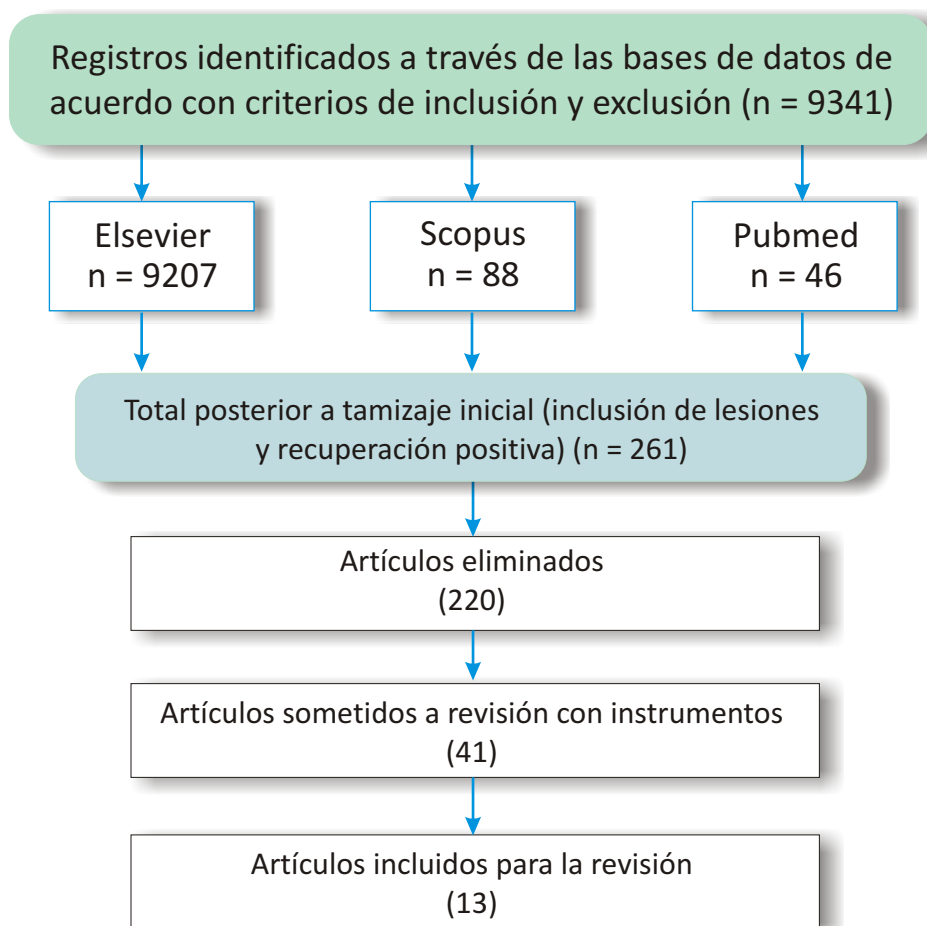 Registros identificados a través de las bases de datos de
acuerdo con criterios de inclusión y exclusión (n = 9341)
Elsevier
n = 9207
Scopus
n = 88
Pubmed
n = 46
Total posterior a tamizaje inicial (inclusión de lesiones
y recuperación positiva) (n = 261)
Artículos eliminados
(220)
Artículos sometidos a revisión con instrumentos
(41)
Artículos incluidos para la revisión
(13)